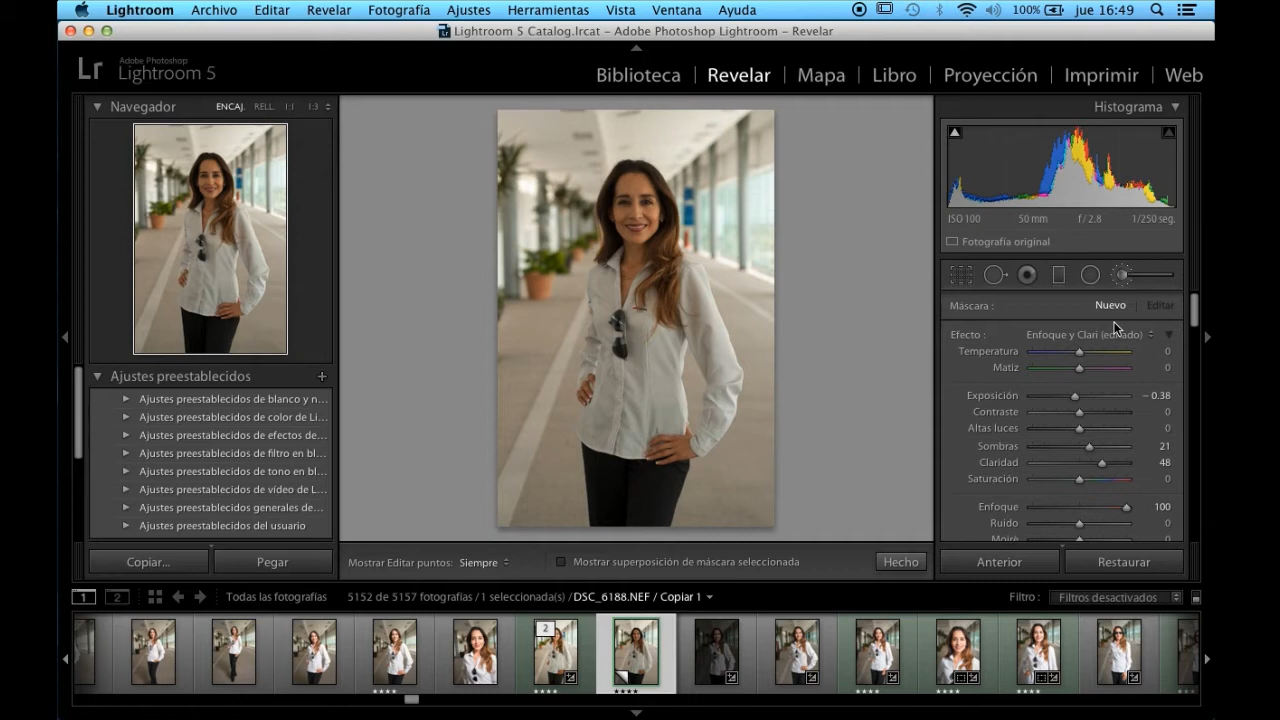 Lightroom Archivo Editar Revelar Fotografía Ajustes Herramientas Vista Ventana Ayuda 100% jue 16:49
Lightroom 5 Catalog.lrcat – Adobe Photoshop Lightroom – Revelar
Lr Adobe Photoshop
Lightroom 5
Biblioteca | Revelar | Mapa | Libro | Proyección | Imprimir | Web
Navegador ENCAJ. RELL. 1:1 1:3
Histograma
ISO 100 50 mm f / 2.8 1/250 seg.
Fotografía original
Máscara : Nuevo Editar
Efecto : Enfoque y Clari (editado)
Temperatura 0
Matiz 0
Exposición – 0.38
Contraste 0
Altas luces 0
Sombras 21
Claridad 48
Saturación 0
Enfoque 100
Ruido 0
Moiré
Ajustes preestablecidos +
Ajustes preestablecidos de blanco y n...
Ajustes preestablecidos de color de Li...
Ajustes preestablecidos de efectos de...
Ajustes preestablecidos de filtro en bl...
Ajustes preestablecidos de tono en bl...
Ajustes preestablecidos de vídeo de L...
Ajustes preestablecidos generales de...
Ajustes preestablecidos del usuario
Copiar... Pegar
Mostrar Editar puntos: Siempre Mostrar superposición de máscara seleccionada Hecho
Anterior Restaurar
1 2 Todas las fotografías 5152 de 5157 fotografías / 1 seleccionada(s) / DSC_6188.NEF / Copiar 1 Filtro : Filtros desactivados
2